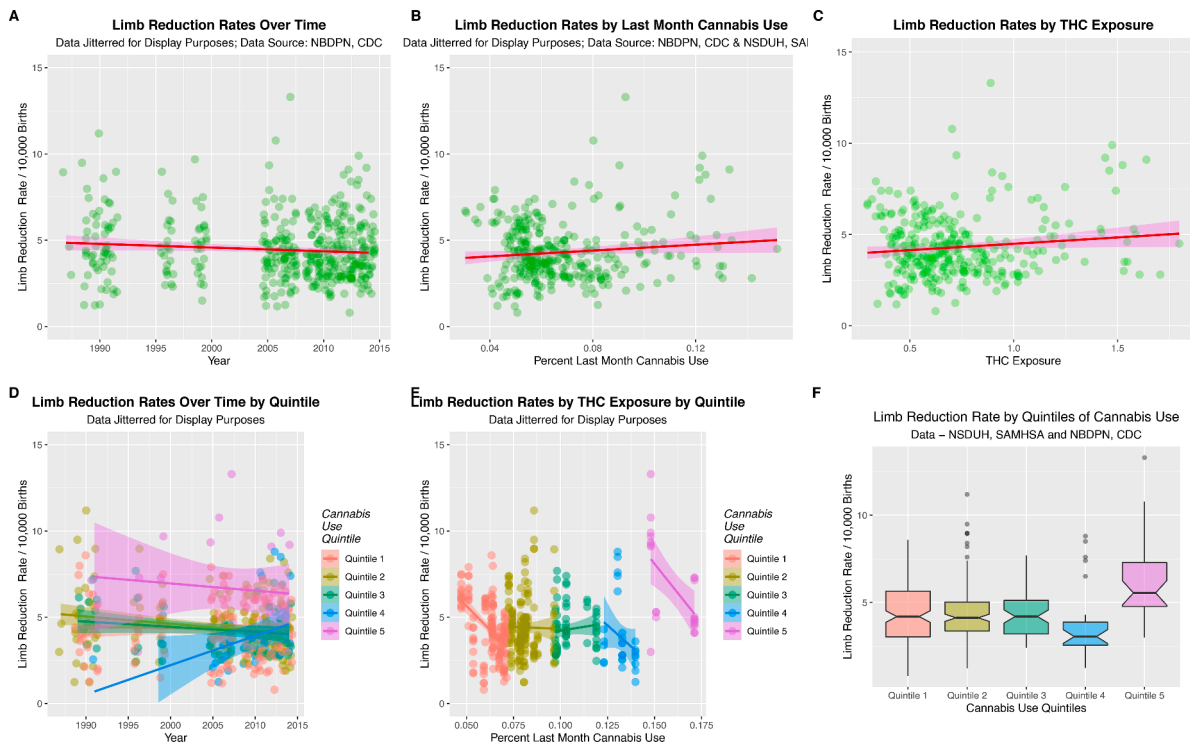 A
Limb Reduction Rates Over Time
Data Jittered for Display Purposes; Data Source: NBDPN, CDC
Limb Reduction Rate / 10,000 Births
15
10
5
0
1990
1995
2000
2005
2010
2015
Year
B
Limb Reduction Rates by Last Month Cannabis Use
Data Jittered for Display Purposes; Data Source: NBDPN, CDC & NSDUH, SA
Limb Reduction Rate / 10,000 Births
15
10
5
0
0.04
0.08
0.12
Percent Last Month Cannabis Use
C
Limb Reduction Rates by THC Exposure
Limb Reduction Rate / 10,000 Births
15
10
5
0
0.5
1.0
1.5
THC Exposure
D
Limb Reduction Rates Over Time by Quintile
Data Jittered for Display Purposes
Limb Reduction Rate / 10,000 Births
15
10
5
0
1990
1995
2000
2005
2010
2015
Year
Cannabis
Use
Quintile
Quintile 1
Quintile 2
Quintile 3
Quintile 4
Quintile 5
E
Limb Reduction Rates by THC Exposure by Quintile
Data Jittered for Display Purposes
Limb Reduction Rate / 10,000 Births
15
10
5
0
0.050
0.075
0.100
0.125
0.150
0.175
Percent Last Month Cannabis Use
Cannabis
Use
Quintile
Quintile 1
Quintile 2
Quintile 3
Quintile 4
Quintile 5
F
Limb Reduction Rate by Quintiles of Cannabis Use
Data – NSDUH, SAMHSA and NBDPN, CDC
Limb Reduction Rate / 10,000 Births
10
5
Quintile 1
Quintile 2
Quintile 3
Quintile 4
Quintile 5
Cannabis Use Quintiles